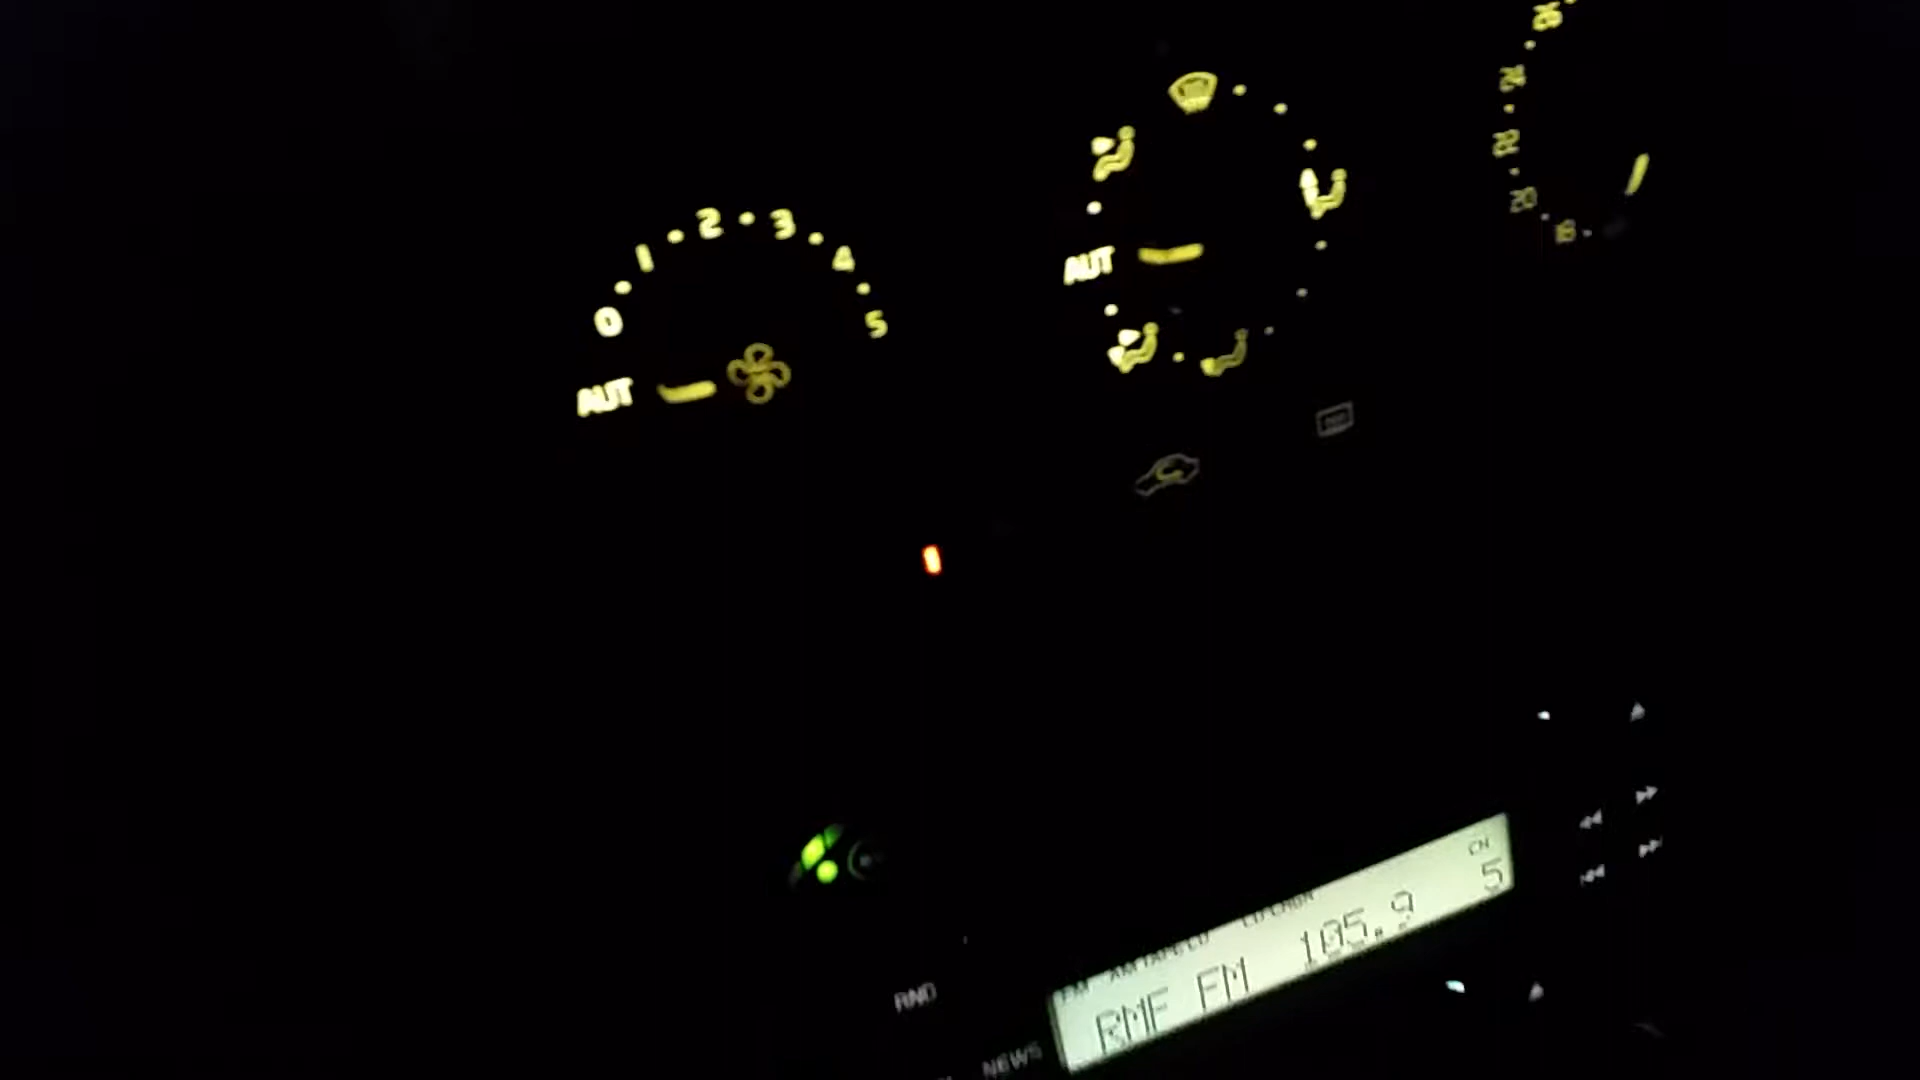 0 1 2 3 4 5
AUT
AUT
26
24
22
20
18
RND
NEWS
FM AM TAPE CD CD CHGR CH
RMF FM 105.9 5